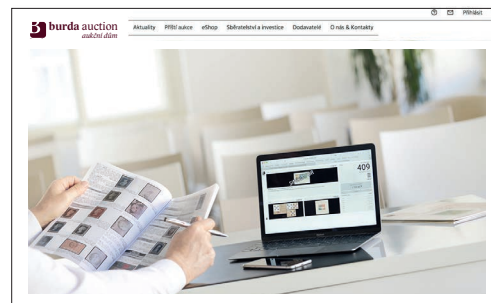 Přihlásit
burda auction
aukční dům
Aktuality Příští aukce eShop Sběratelství a investice Dodavatelé O nás & Kontakty
409